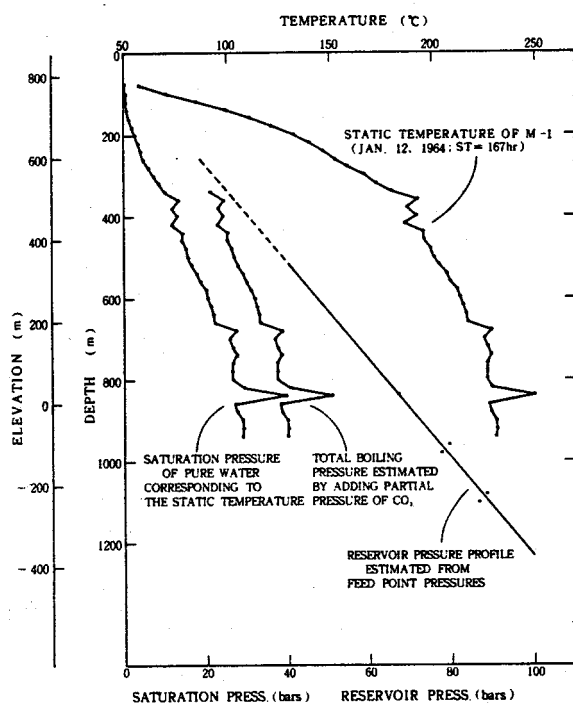 TEMPERATURE (℃)
50 100 150 200 250
0
200
400
600
800
1000
1200
DEPTH (m)
800
600
400
200
0
-200
-400
ELEVATION (m)
STATIC TEMPERATURE OF M-1
(JAN. 12, 1964; ST=167hr)
SATURATION PRESSURE
OF PURE WATER
CORRESPONDING TO
THE STATIC TEMPERATURE
TOTAL BOILING
PRESSURE ESTIMATED
BY ADDING PARTIAL
PRESSURE OF CO₂
RESERVOIR PRSSURE PROFILE
ESTIMATED FROM
FEED POINT PRESSURES
0 20 40 60 80 100
SATURATION PRESS. (bars) RESERVOIR PRESS. (bars)